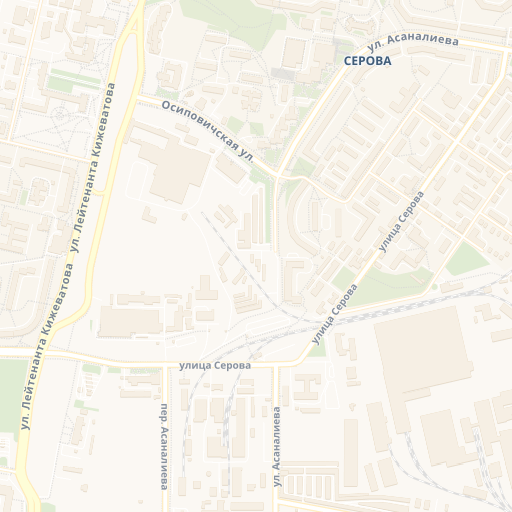 ул. Асаналиева
СЕРОВА
Осиповичская ул.
ул. Лейтенанта Кижеватова
улица Серова
ул. Лейтенанта Кижеватова
улица Серова
улица Серова
пер. Асаналиева
ул. Асаналиева